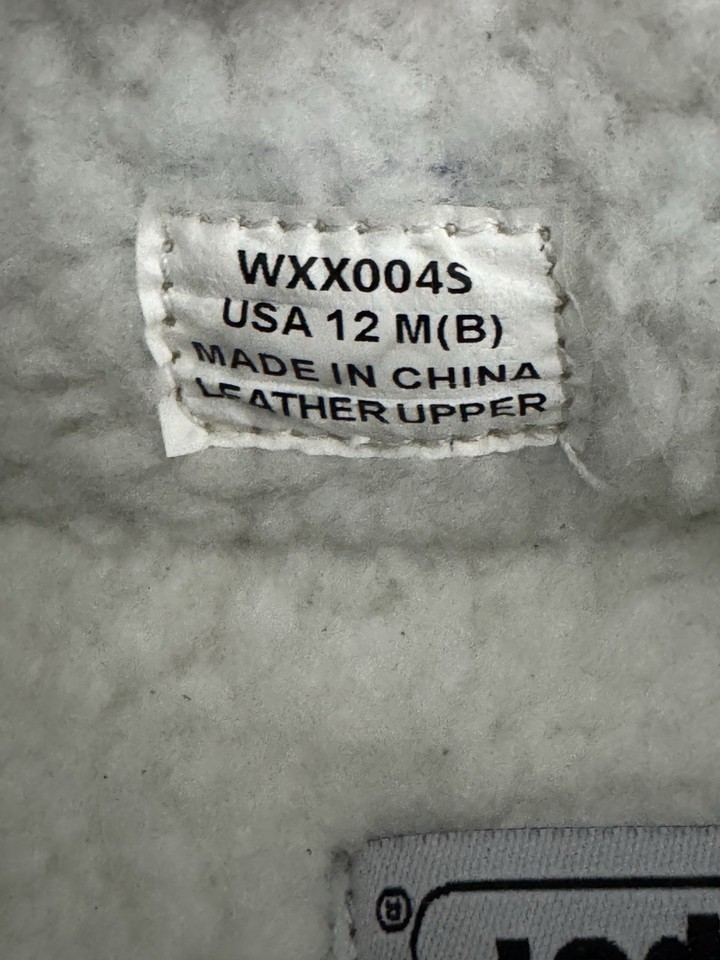 WXX004S
USA 12 M(B)
MADE IN CHINA
LEATHER UPPER
®